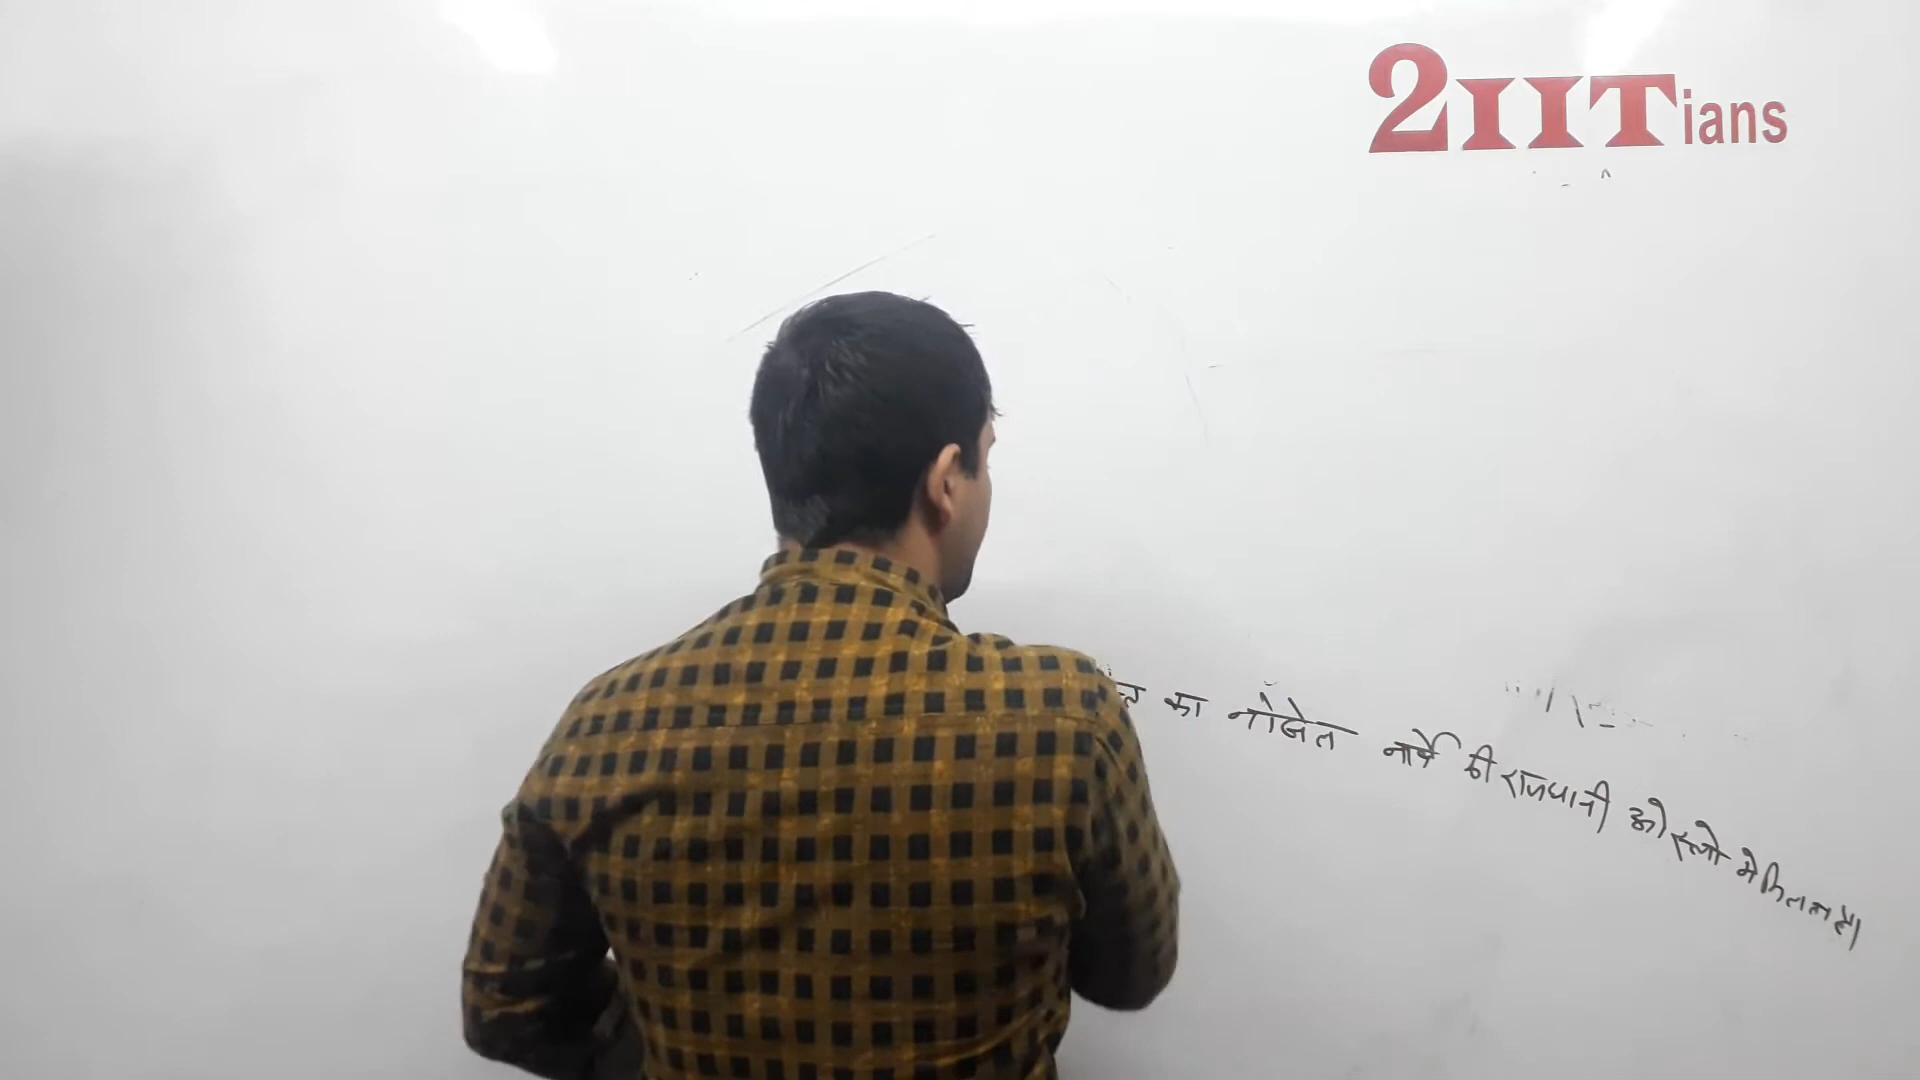 2IITians
का नोबेल नार्वे की राजधानी ओस्लो मे मिलता है।